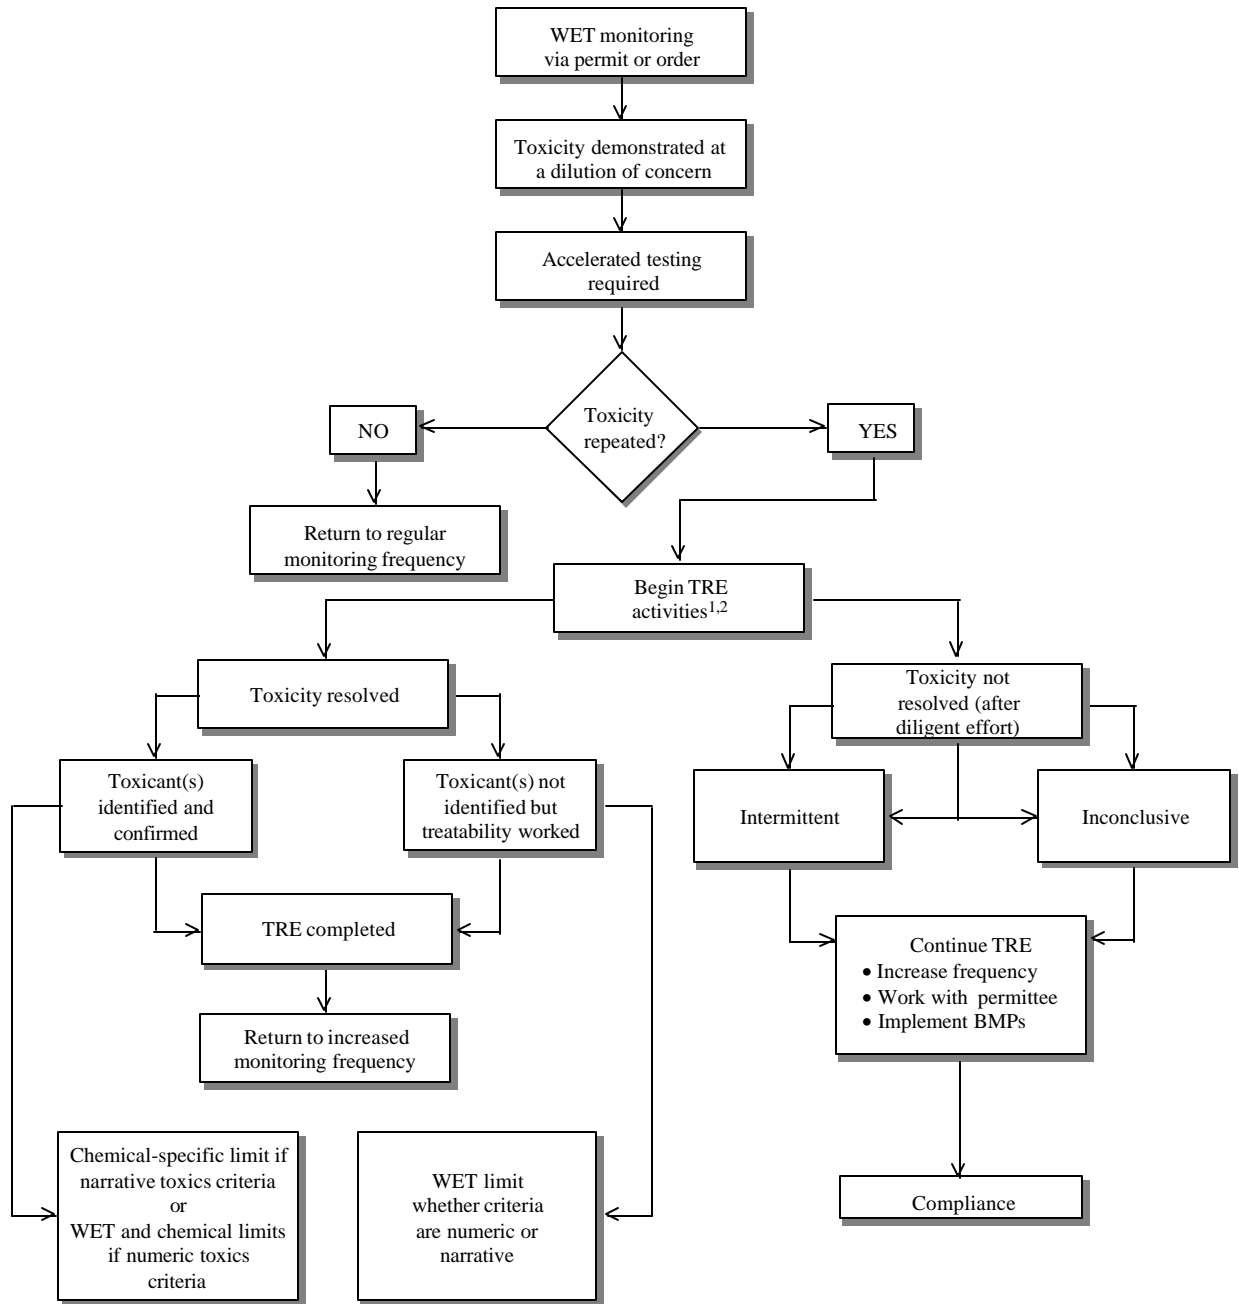 WET monitoring
via permit or order
Toxicity demonstrated at
a dilution of concern
Accelerated testing
required
Toxicity
repeated?
NO
YES
Return to regular
monitoring frequency
Begin TRE
activities1,2
Toxicity resolved
Toxicity not
resolved (after
diligent effort)
Toxicant(s)
identified and
confirmed
Toxicant(s) not
identified but
treatability worked
Intermittent
Inconclusive
TRE completed
Continue TRE
• Increase frequency
• Work with permittee
• Implement BMPs
Return to increased
monitoring frequency
Chemical-specific limit if
narrative toxics criteria
or
WET and chemical limits
if numeric toxics
criteria
WET limit
whether criteria
are numeric or
narrative
Compliance